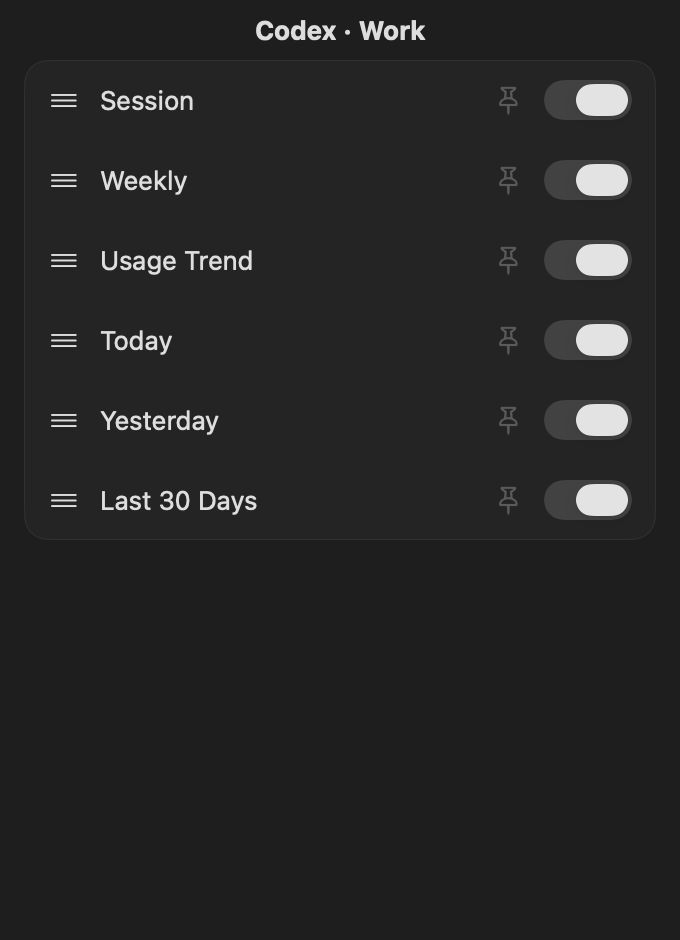 Codex · Work
Session
Weekly
Usage Trend
Today
Yesterday
Last 30 Days